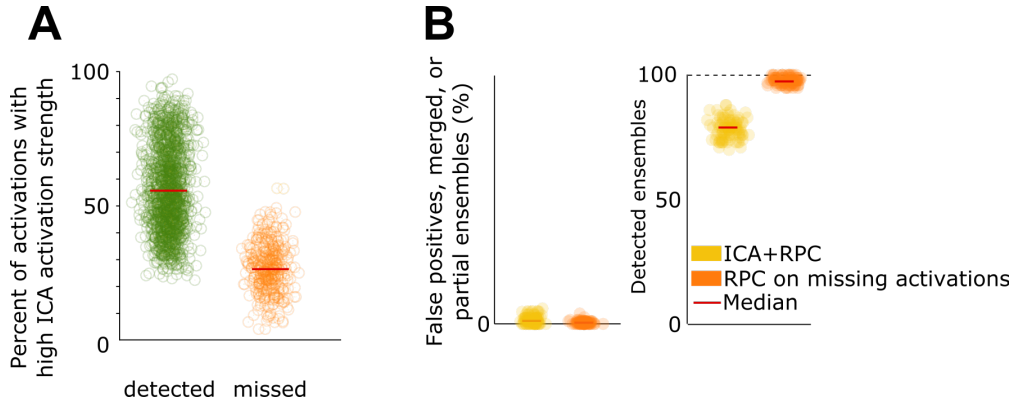 A
Percent of activations with
high ICA activation strength
100
50
0
detected
missed
B
False positives, merged, or
partial ensembles (%)
0
Detected ensembles
100
50
0
ICA+RPC
RPC on missing activations
Median